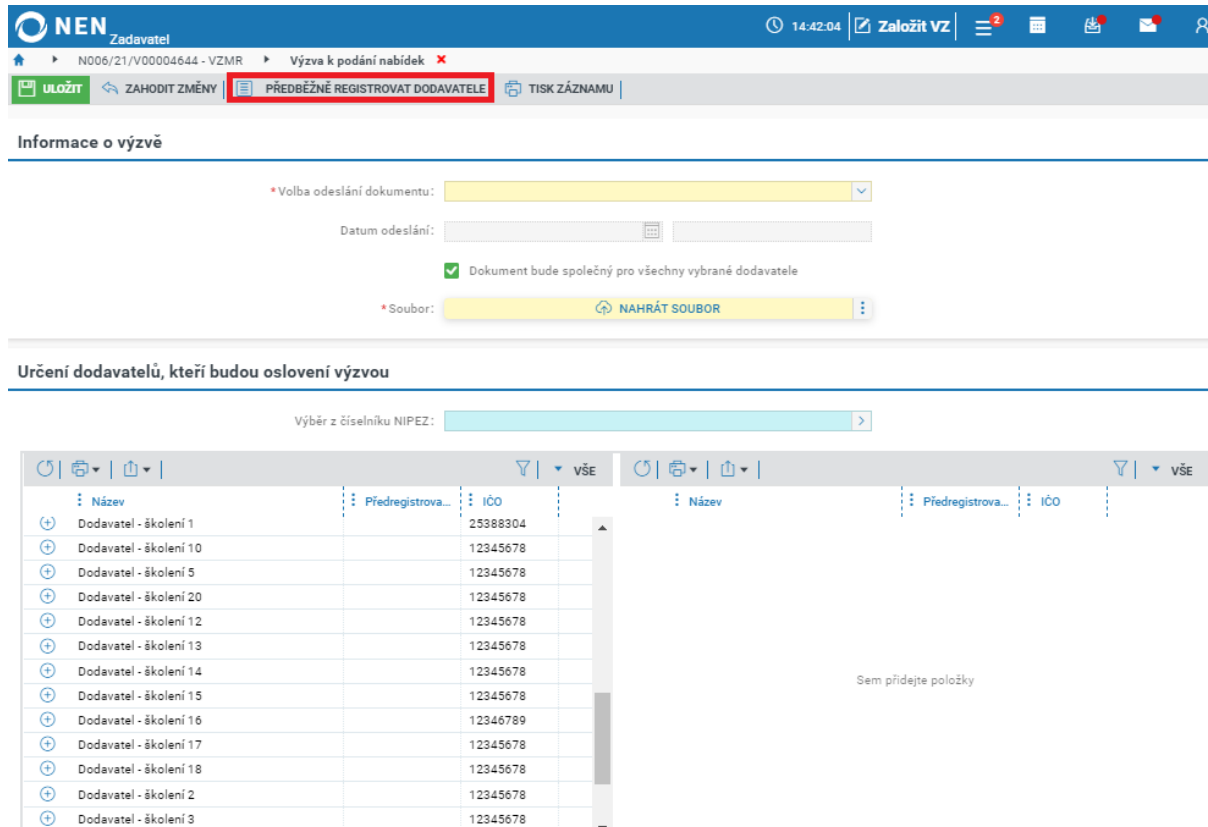 NEN Zadavatel 14:42:04 Založit VZ 2
N006/21/V00004644 - VZMR Výzva k podání nabídek
ULOŽIT ZAHODIT ZMĚNY PŘEDBĚŽNĚ REGISTROVAT DODAVATELE TISK ZÁZNAMU
Informace o výzvě
* Volba odeslání dokumentu:
Datum odeslání:
Dokument bude společný pro všechny vybrané dodavatele
* Soubor: NAHRÁT SOUBOR
Určení dodavatelů, kteří budou oslovení výzvou
Výběr z číselníku NIPEZ:
VŠE VŠE
Název Předregistrova... IČO Název Předregistrova... IČO
Dodavatel - školení 1 25388304
Dodavatel - školení 10 12345678
Dodavatel - školení 5 12345678
Dodavatel - školení 20 12345678
Dodavatel - školení 12 12345678
Dodavatel - školení 13 12345678
Dodavatel - školení 14 12345678
Sem přidejte položky
Dodavatel - školení 15 12345678
Dodavatel - školení 16 12346789
Dodavatel - školení 17 12345678
Dodavatel - školení 18 12345678
Dodavatel - školení 2 12345678
Dodavatel - školení 3 12345678